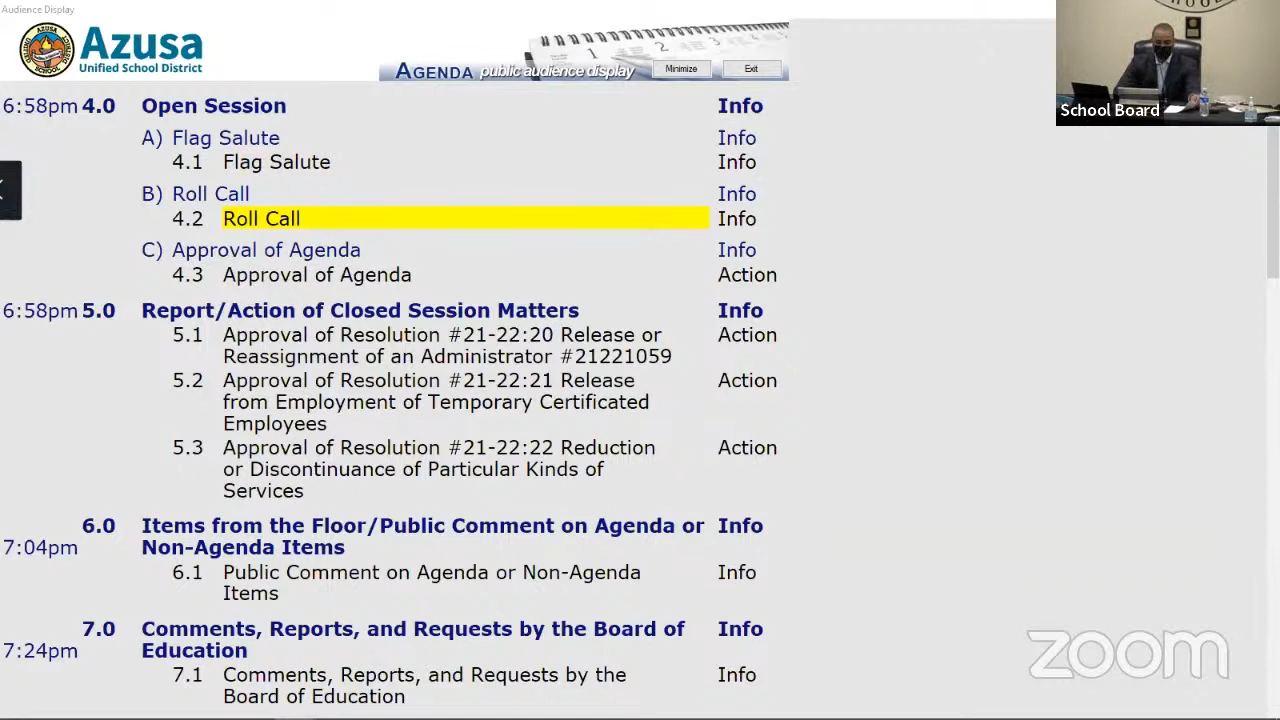 Audience Display
Azusa
Unified School District
AGENDA public audience display
Minimize
Exit
School Board
6:58pm 4.0 Open Session Info
A) Flag Salute Info
4.1 Flag Salute Info
B) Roll Call Info
4.2 Roll Call Info
C) Approval of Agenda Info
4.3 Approval of Agenda Action
6:58pm 5.0 Report/Action of Closed Session Matters Info
5.1 Approval of Resolution #21-22:20 Release or Action
Reassignment of an Administrator #21221059
5.2 Approval of Resolution #21-22:21 Release Action
from Employment of Temporary Certificated
Employees
5.3 Approval of Resolution #21-22:22 Reduction Action
or Discontinuance of Particular Kinds of
Services
6.0 Items from the Floor/Public Comment on Agenda or Info
7:04pm Non-Agenda Items
6.1 Public Comment on Agenda or Non-Agenda Info
Items
7.0 Comments, Reports, and Requests by the Board of Info
7:24pm Education
7.1 Comments, Reports, and Requests by the Info
Board of Education
zoom